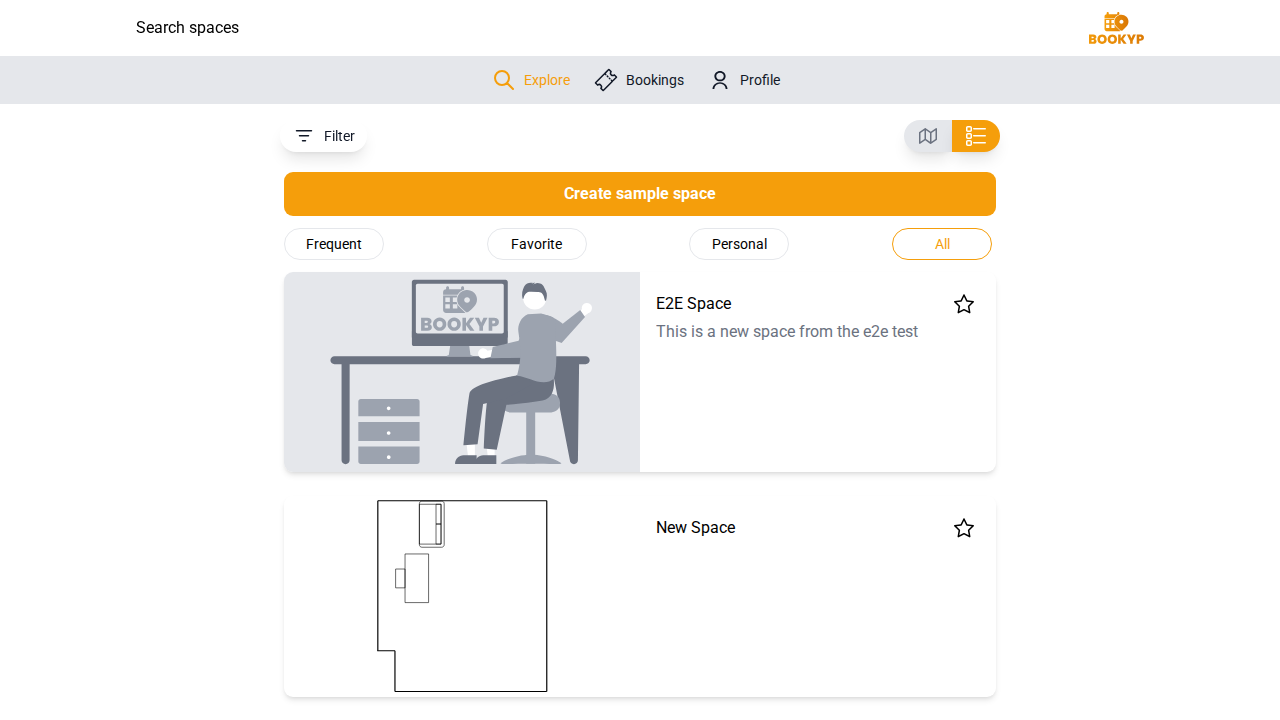 Search spaces
BOOKYP
Explore
Bookings
Profile
Filter
Create sample space
Frequent
Favorite
Personal
All
BOOKYP
E2E Space
This is a new space from the e2e test
New Space